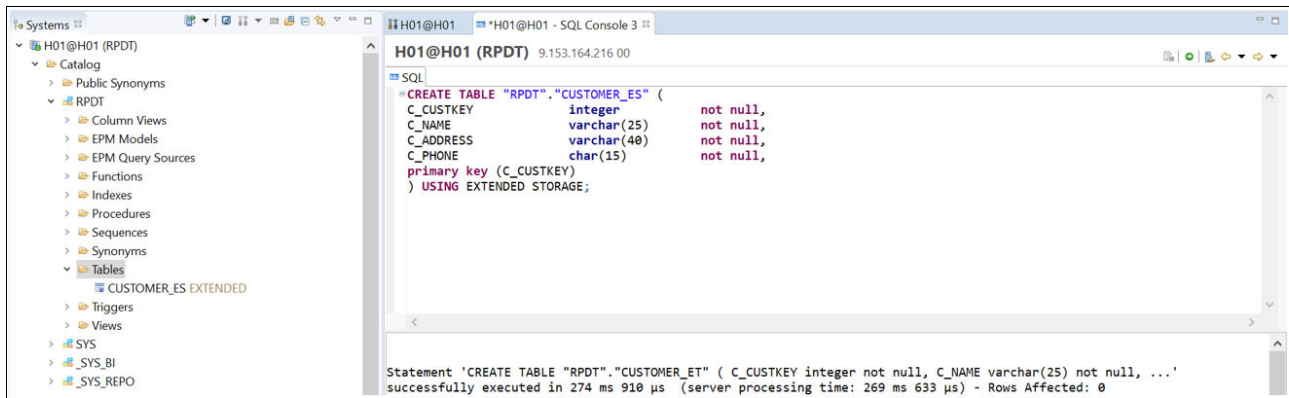 Systems
H01@H01 (RPDT)
Catalog
Public Synonyms
RPDT
Column Views
EPM Models
EPM Query Sources
Functions
Indexes
Procedures
Sequences
Synonyms
Tables
CUSTOMER_ES EXTENDED
Triggers
Views
SYS
_SYS_BI
_SYS_REPO
H01@H01
*H01@H01 - SQL Console 3
H01@H01 (RPDT) 9.153.164.216 00
SQL
CREATE TABLE "RPDT"."CUSTOMER_ES" (
C_CUSTKEY integer not null,
C_NAME varchar(25) not null,
C_ADDRESS varchar(40) not null,
C_PHONE char(15) not null,
primary key (C_CUSTKEY)
) USING EXTENDED STORAGE;
Statement 'CREATE TABLE "RPDT"."CUSTOMER_ET" ( C_CUSTKEY integer not null, C_NAME varchar(25) not null, ...'
successfully executed in 274 ms 910 µs (server processing time: 269 ms 633 µs) - Rows Affected: 0